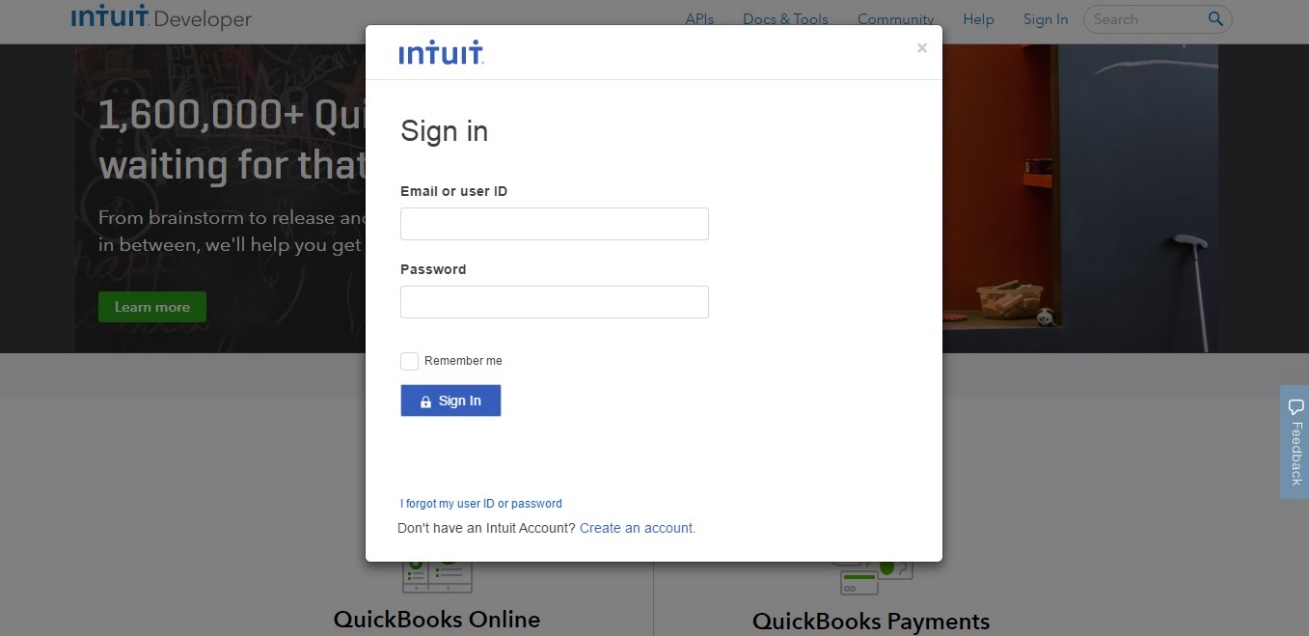 INTUIT Developer
APIs Docs & Tools Community Help Sign In Search
1,600,000+ Qui
waiting for that
From brainstorm to release and
in between, we'll help you get
Learn more
INTUIT
×
Sign in
Email or user ID
Password
Remember me
Sign In
I forgot my user ID or password
Don't have an Intuit Account? Create an account.
Feedback
QuickBooks Online
QuickBooks Payments